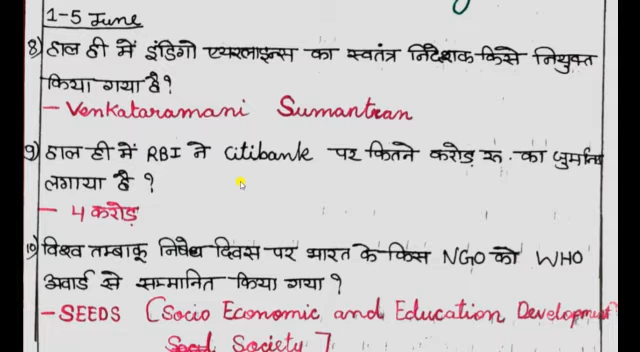 1-5 June
8) हाल ही में इंडिगो एयरलाइन्स का स्वतंत्र निदेशक किसे नियुक्त
किया गया है?
- Venkataramani Sumantran
9) हाल ही में RBI ने citibank पर कितने करोड़ रू. का जुर्माना
लगाया है ?
- 4 करोड़
10) विश्व तम्बाकू निषेध दिवस पर भारत के किस NGO को WHO
अवार्ड से सम्मानित किया गया ?
- SEEDS (Socio Economic and Education Development
Society ]